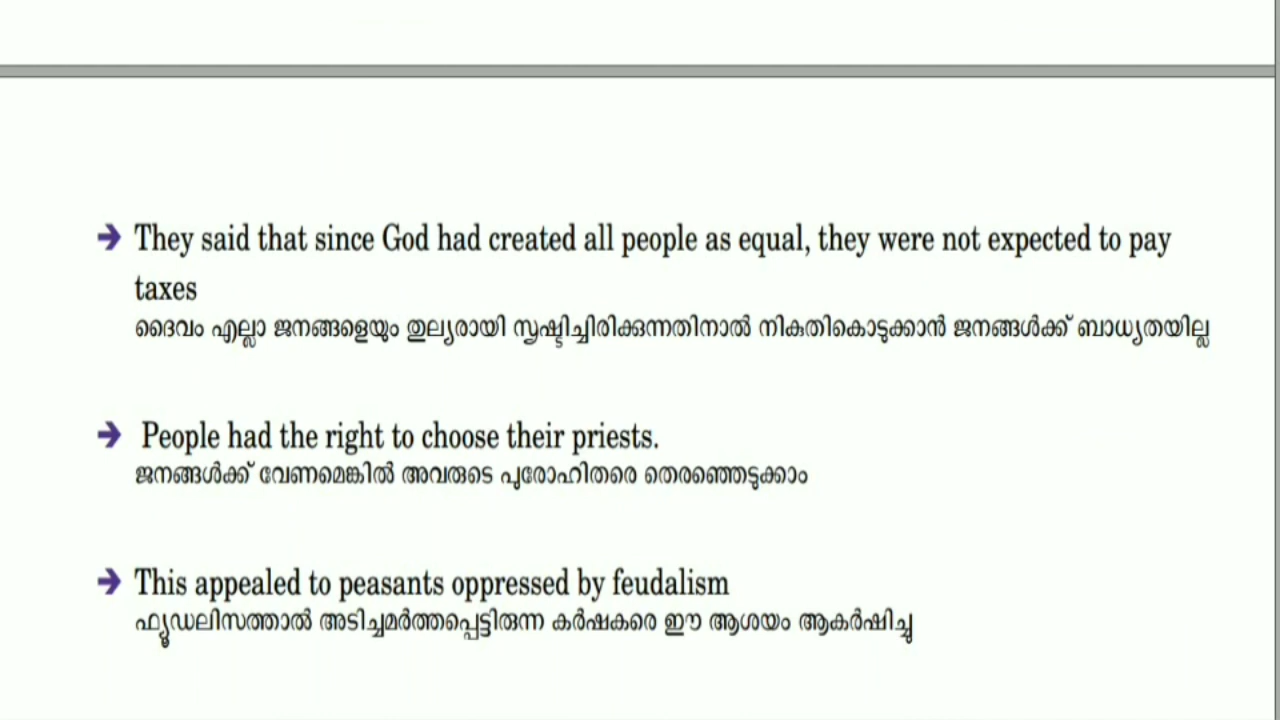 ➔ They said that since God had created all people as equal, they were not expected to pay
taxes
ദൈവം എല്ലാ ജനങ്ങളെയും തുല്യരായി സൃഷ്ടിച്ചിരിക്കുന്നതിനാൽ നികുതികൊടുക്കാൻ ജനങ്ങൾക്ക് ബാധ്യതയില്ല
➔ People had the right to choose their priests.
ജനങ്ങൾക്ക് വേണമെങ്കിൽ അവരുടെ പുരോഹിതരെ തെരഞ്ഞെടുക്കാം
➔ This appealed to peasants oppressed by feudalism
ഫ്യൂഡലിസത്താൽ അടിച്ചമർത്തപ്പെട്ടിരുന്ന കർഷകരെ ഈ ആശയം ആകർഷിച്ചു